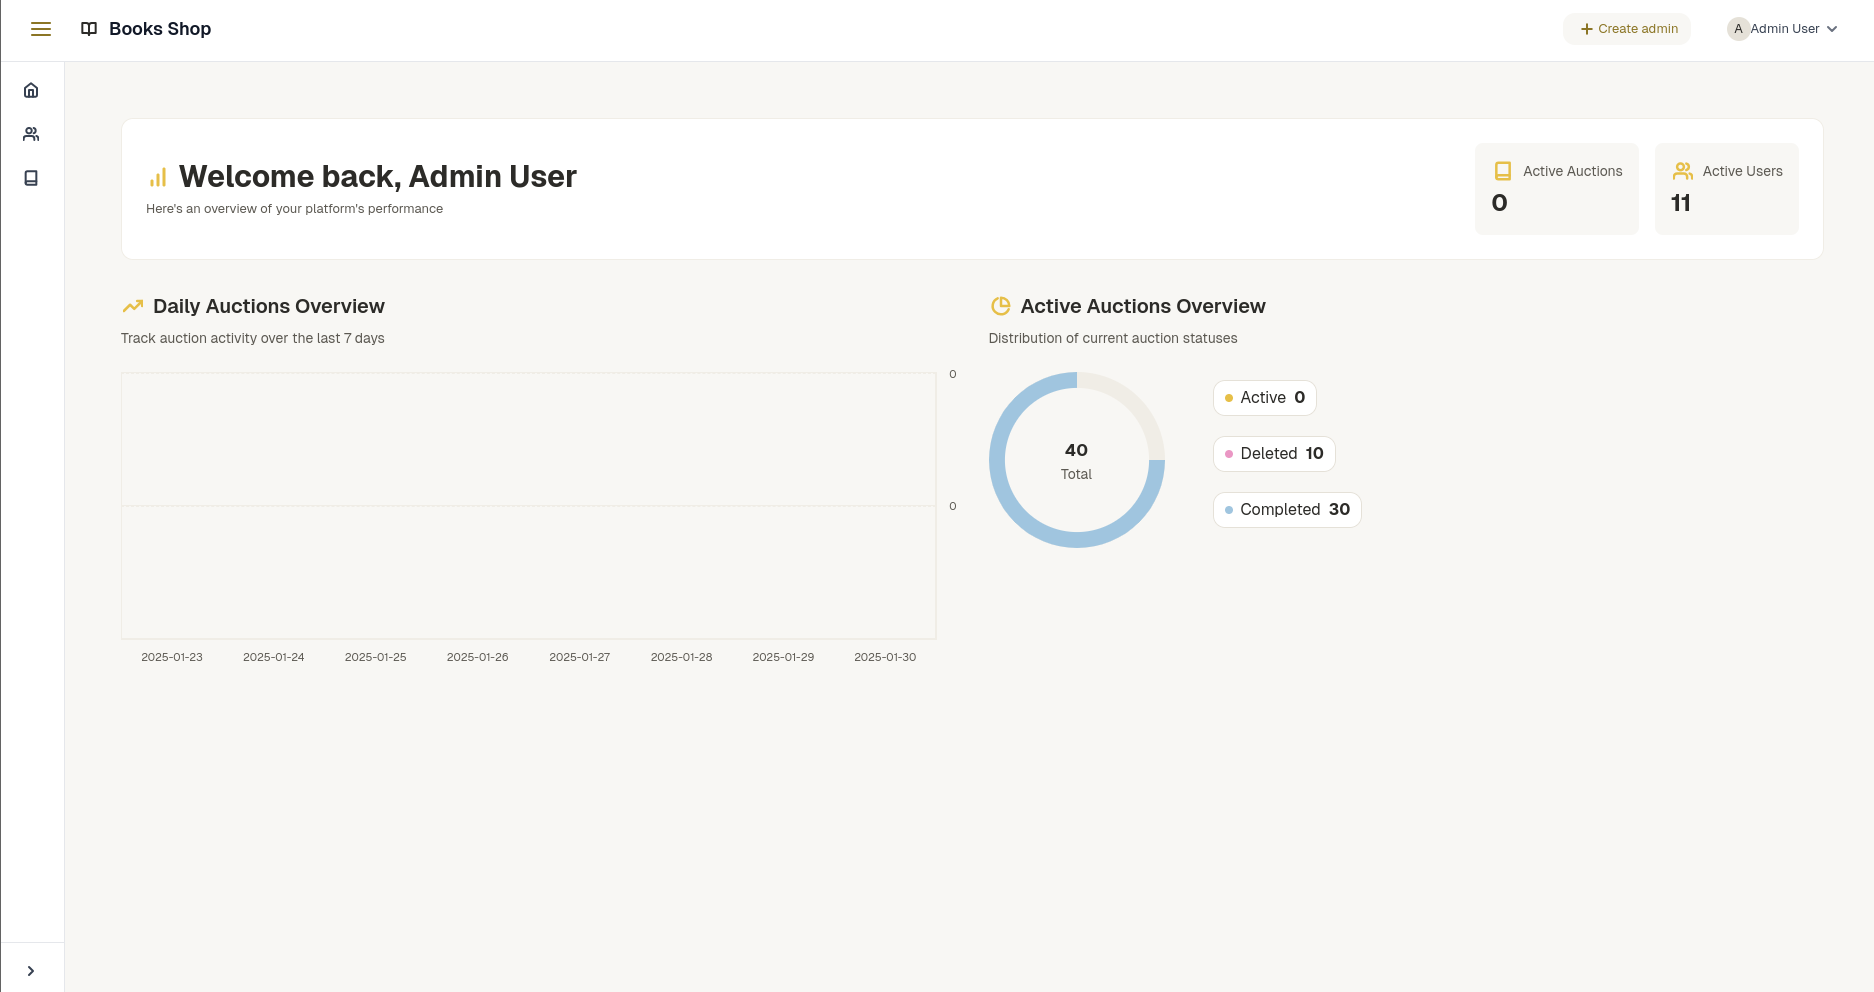 Books Shop
Create admin
A Admin User
Welcome back, Admin User
Here's an overview of your platform's performance
Active Auctions
0
Active Users
11
Daily Auctions Overview
Track auction activity over the last 7 days
0
0
2025-01-23 2025-01-24 2025-01-25 2025-01-26 2025-01-27 2025-01-28 2025-01-29 2025-01-30
Active Auctions Overview
Distribution of current auction statuses
40
Total
Active 0
Deleted 10
Completed 30